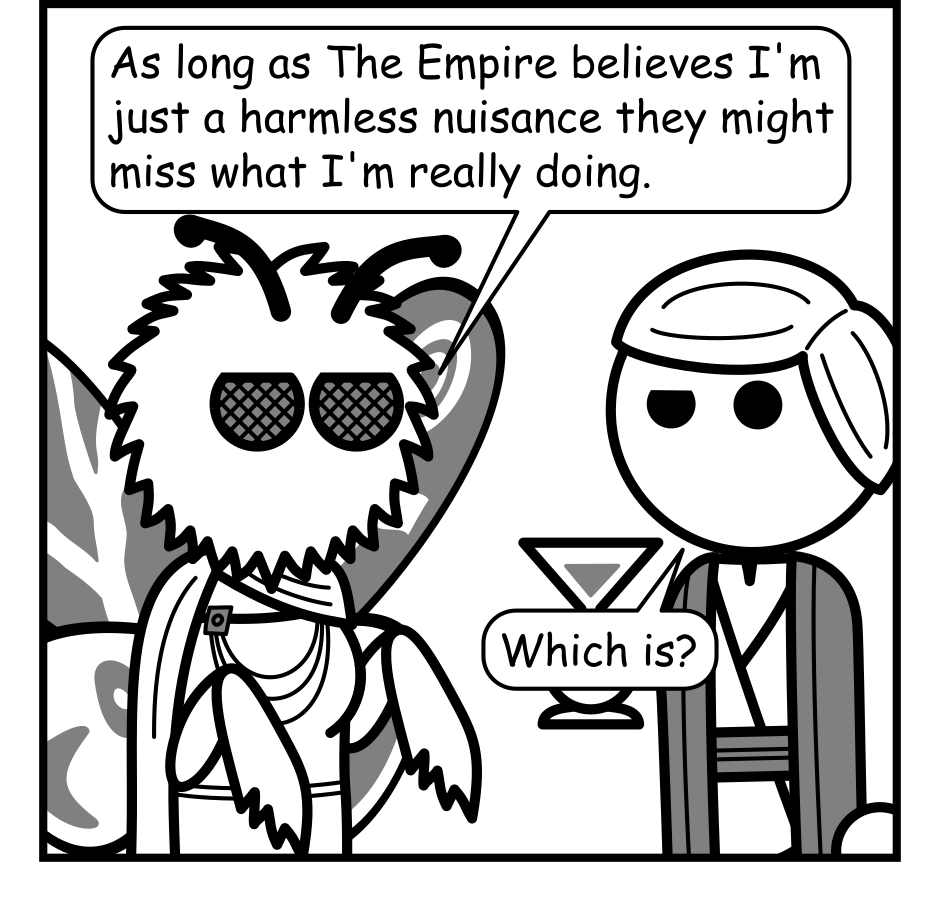 As long as The Empire believes I'm
just a harmless nuisance they might
miss what I'm really doing.
Which is?